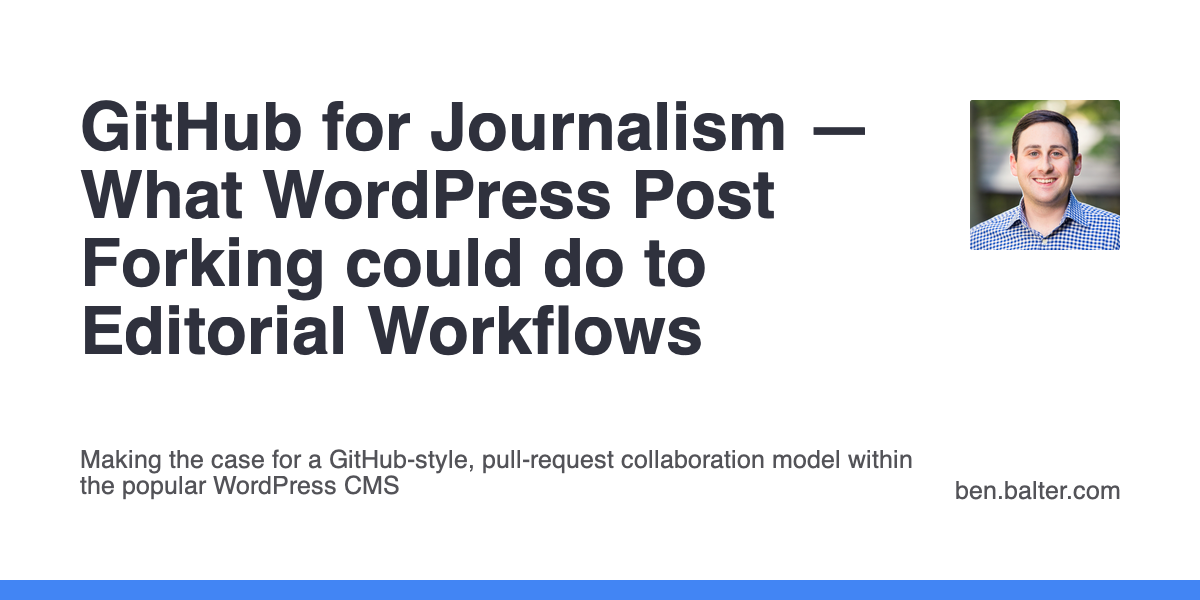 GitHub for Journalism —
What WordPress Post
Forking could do to
Editorial Workflows
Making the case for a GitHub-style, pull-request collaboration model within
the popular WordPress CMS
ben.balter.com